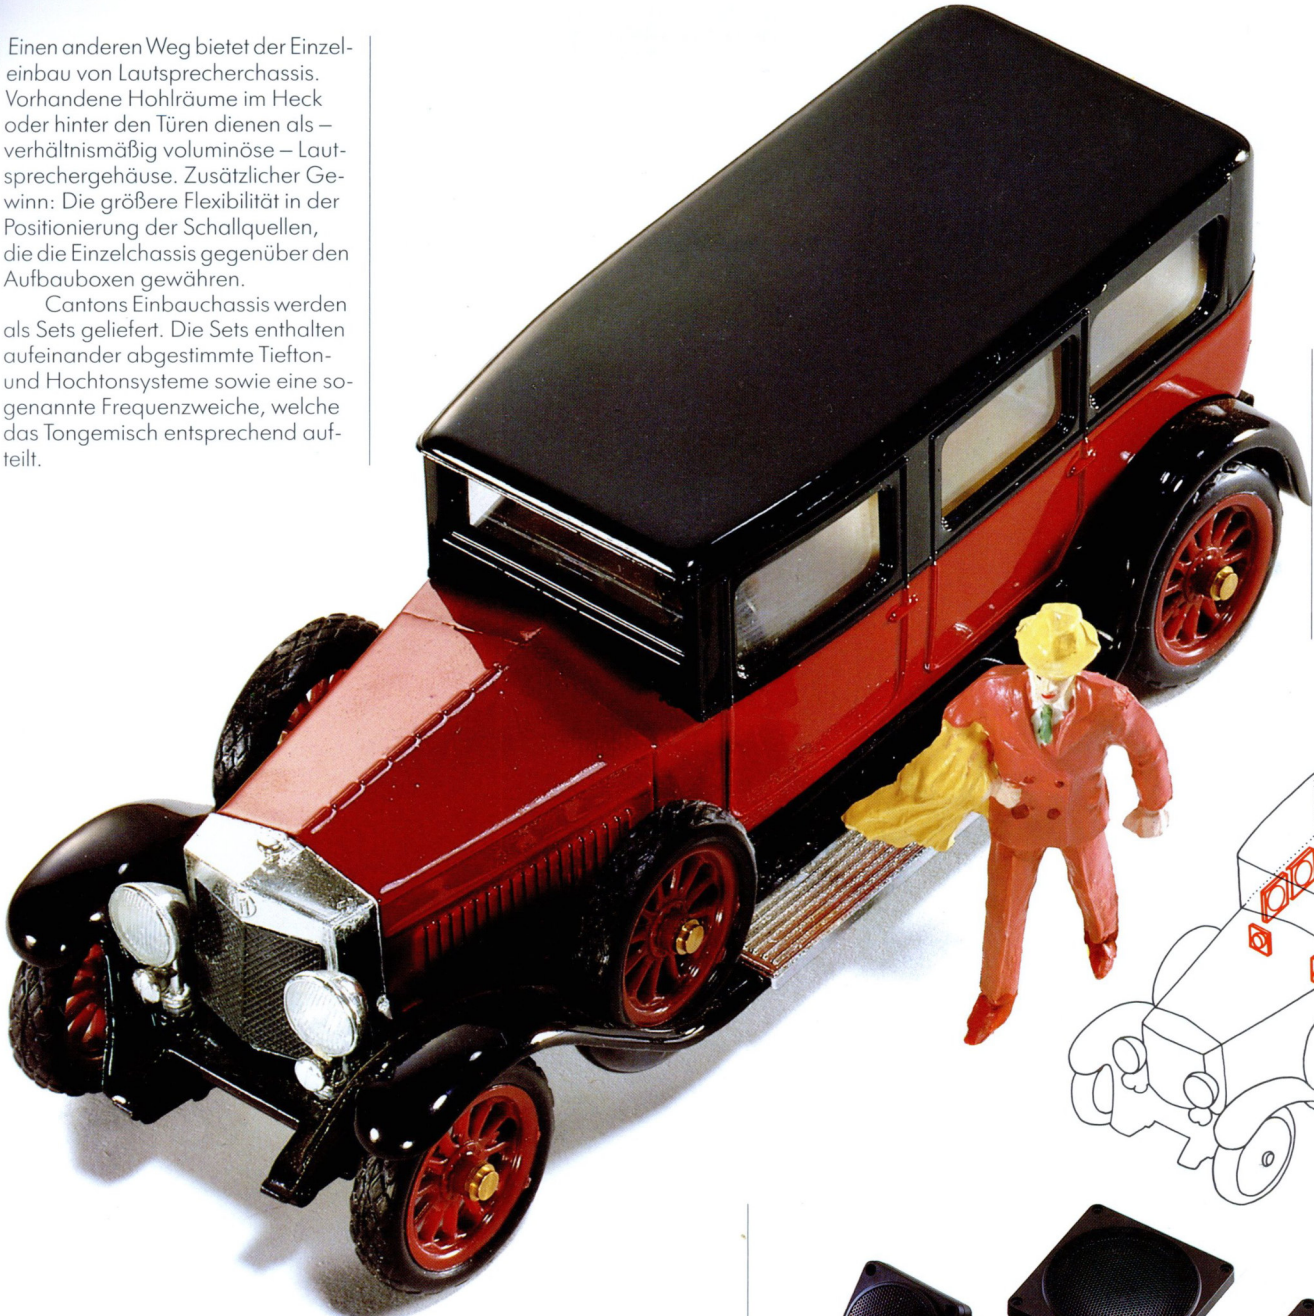 Einen anderen Weg bietet der Einzel-
einbau von Lautsprecherchassis.
Vorhandene Hohlräume im Heck
oder hinter den Türen dienen als –
verhältnismäßig voluminöse – Laut-
sprechergehäuse. Zusätzlicher Ge-
winn: Die größere Flexibilität in der
Positionierung der Schallquellen,
die die Einzelchassis gegenüber den
Aufbauboxen gewähren.
Cantons Einbauchassis werden
als Sets geliefert. Die Sets enthalten
aufeinander abgestimmte Tiefton-
und Hochtonsysteme sowie eine so-
genannte Frequenzweiche, welche
das Tongemisch entsprechend auf-
teilt.